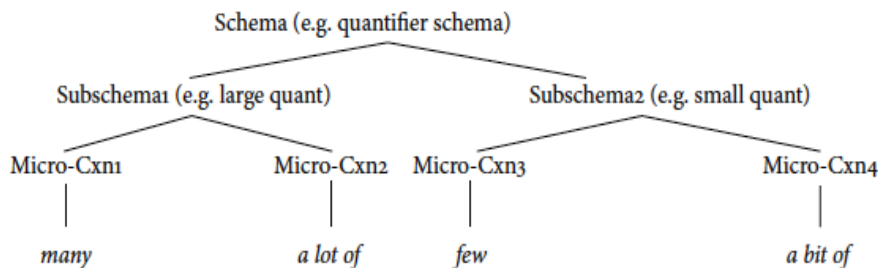 Schema (e.g. quantifier schema)
Subschema1 (e.g. large quant) Subschema2 (e.g. small quant)
Micro-Cxn1 Micro-Cxn2 Micro-Cxn3 Micro-Cxn4
many a lot of few a bit of